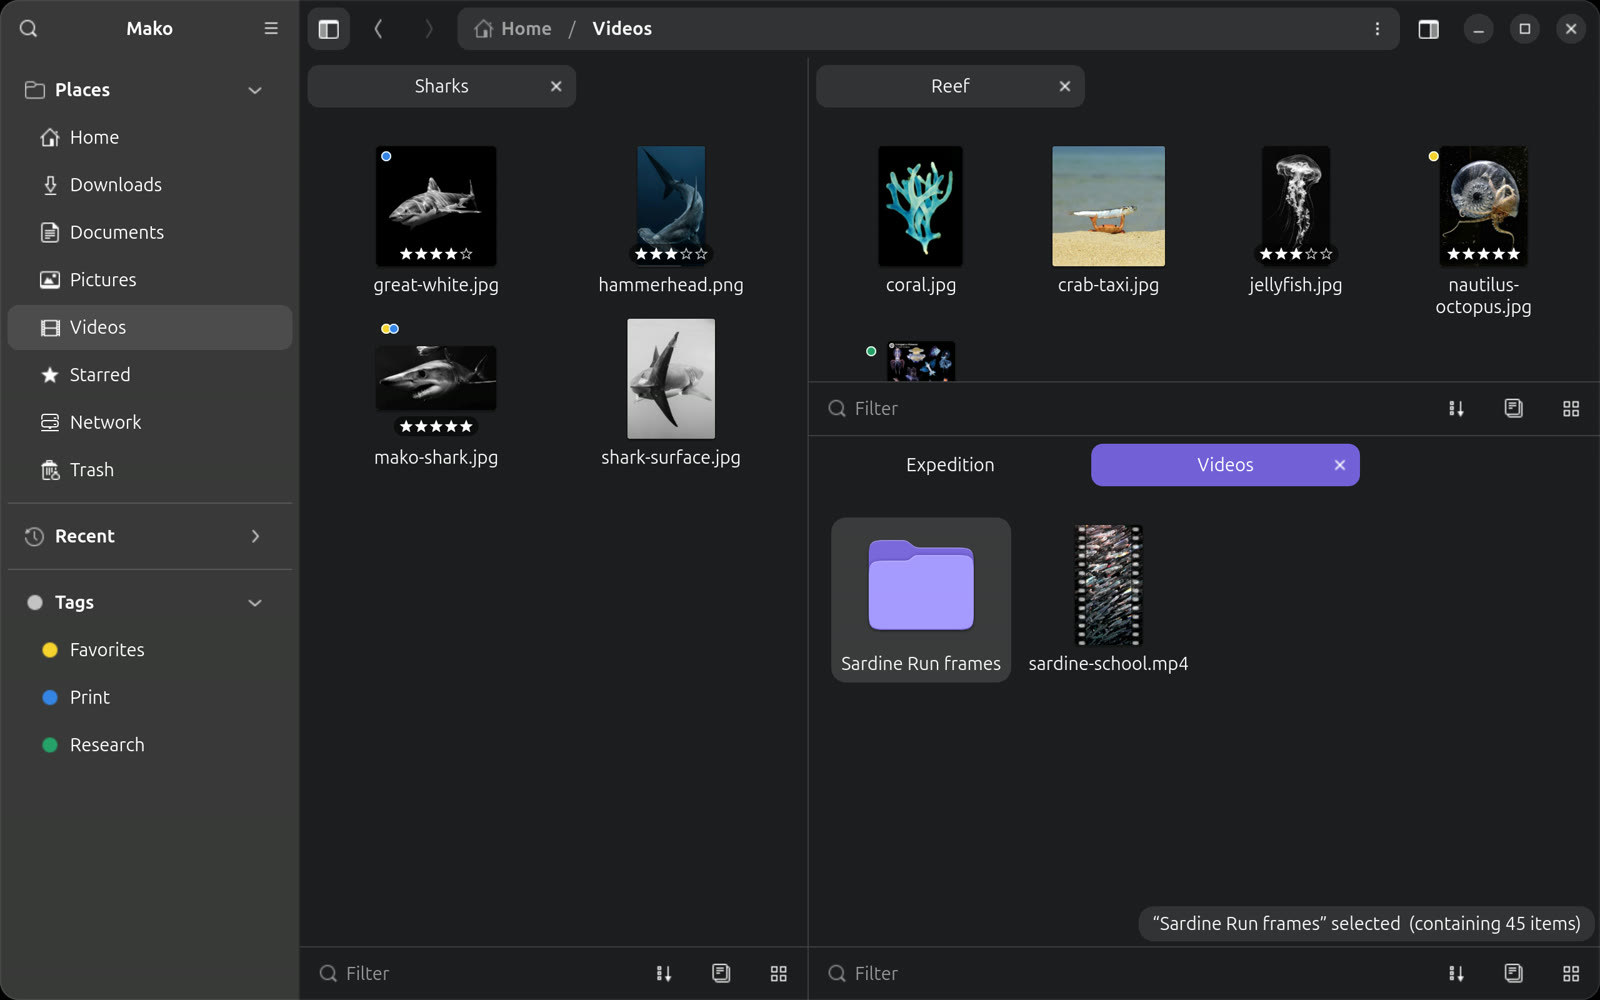 Mako
Home / Videos
Places
Home
Downloads
Documents
Pictures
Videos
Starred
Network
Trash
Recent
Tags
Favorites
Print
Research
Sharks
great-white.jpg
hammerhead.png
mako-shark.jpg
shark-surface.jpg
Filter
Reef
coral.jpg
crab-taxi.jpg
jellyfish.jpg
nautilus-
octopus.jpg
Filter
Expedition
Videos
Sardine Run frames
sardine-school.mp4
“Sardine Run frames” selected (containing 45 items)
Filter